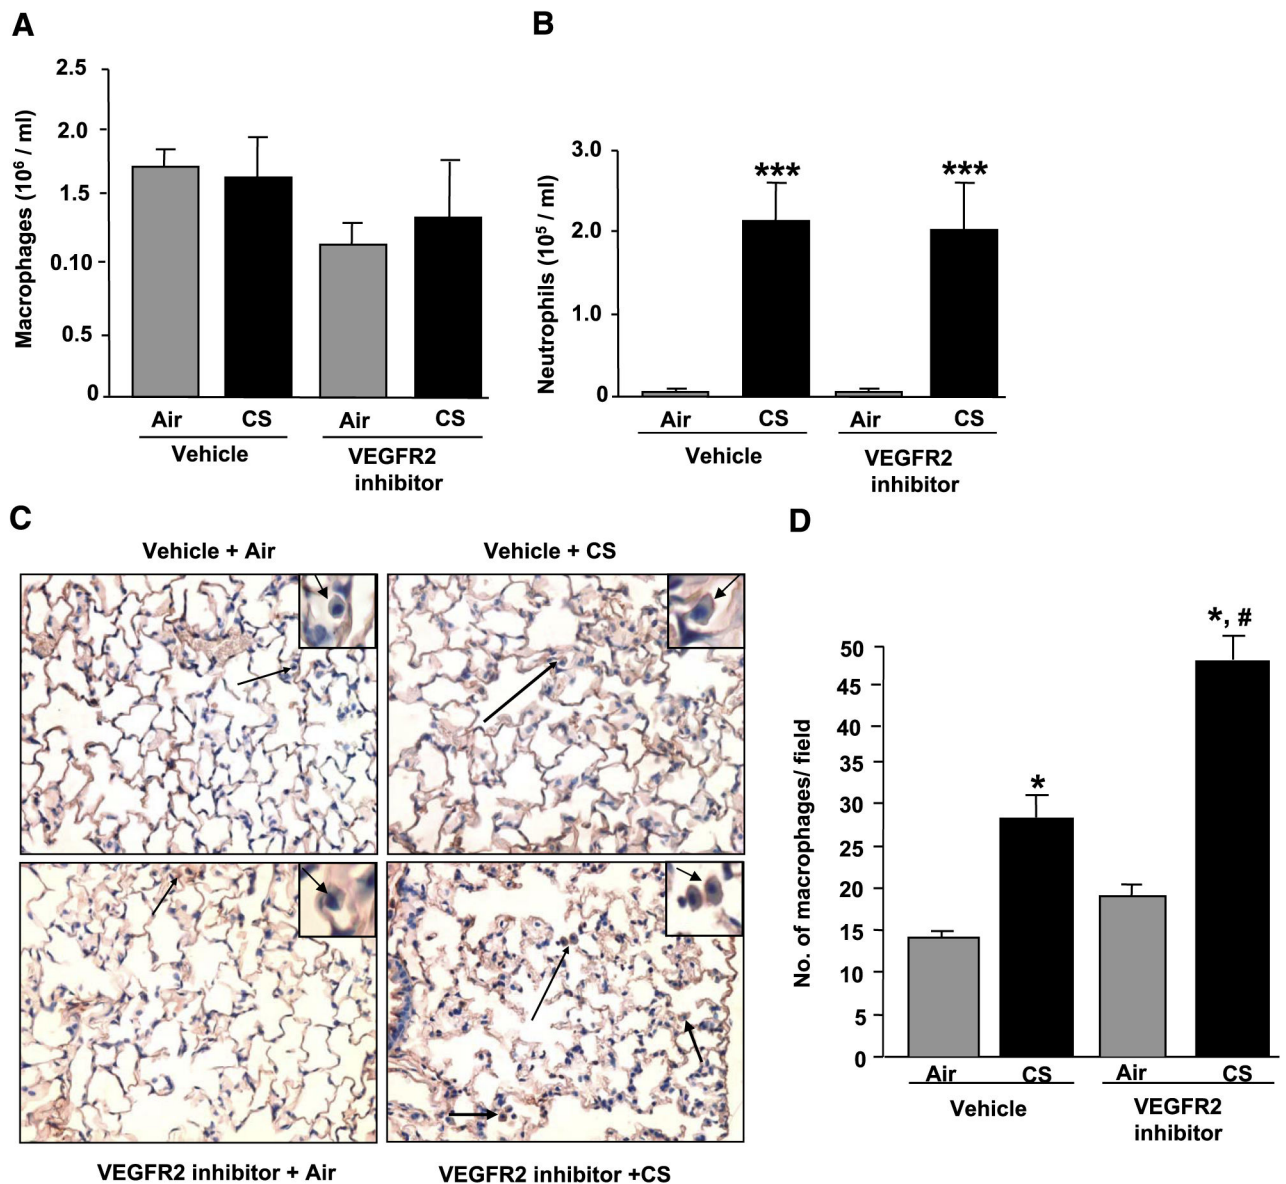 A
Macrophages (10⁶ / ml)
2.5
2.0
1.5
0.10
0.5
0
Air CS Air CS
Vehicle
VEGFR2
inhibitor
B
Neutrophils (10⁵ / ml)
3.0
2.0
1.0
0
*** ***
Air CS Air CS
Vehicle
VEGFR2
inhibitor
C
Vehicle + Air
Vehicle + CS
VEGFR2 inhibitor + Air
VEGFR2 inhibitor +CS
D
No. of macrophages/ field
50
45
40
35
30
25
20
15
10
5
0
*
*, #
Air CS Air CS
Vehicle
VEGFR2
inhibitor